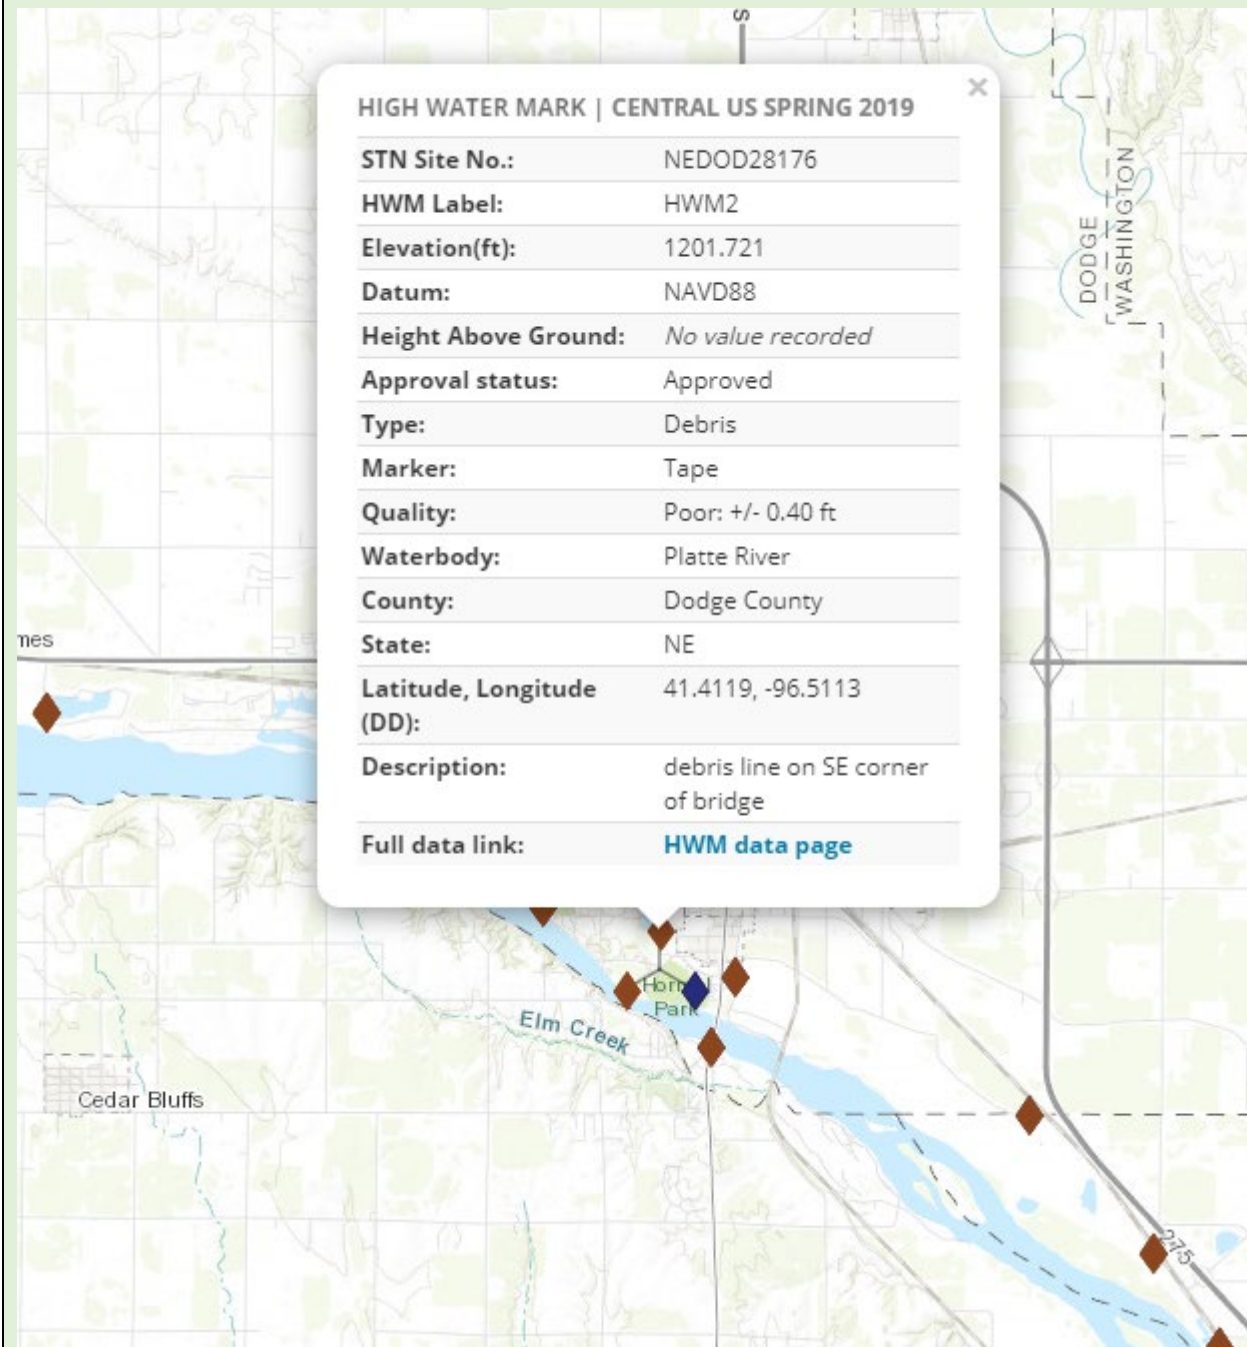 S
×
HIGH WATER MARK | CENTRAL US SPRING 2019
STN Site No.: NEDOD28176
HWM Label: HWM2
Elevation(ft): 1201.721
Datum: NAVD88
Height Above Ground: No value recorded
Approval status: Approved
Type: Debris
Marker: Tape
Quality: Poor: +/- 0.40 ft
Waterbody: Platte River
County: Dodge County
State: NE
Latitude, Longitude (DD): 41.4119, -96.5113
Description: debris line on SE corner
of bridge
Full data link: HWM data page
DODGE
WASHINGTON
mes
Park
Elm Creek
Cedar Bluffs
275